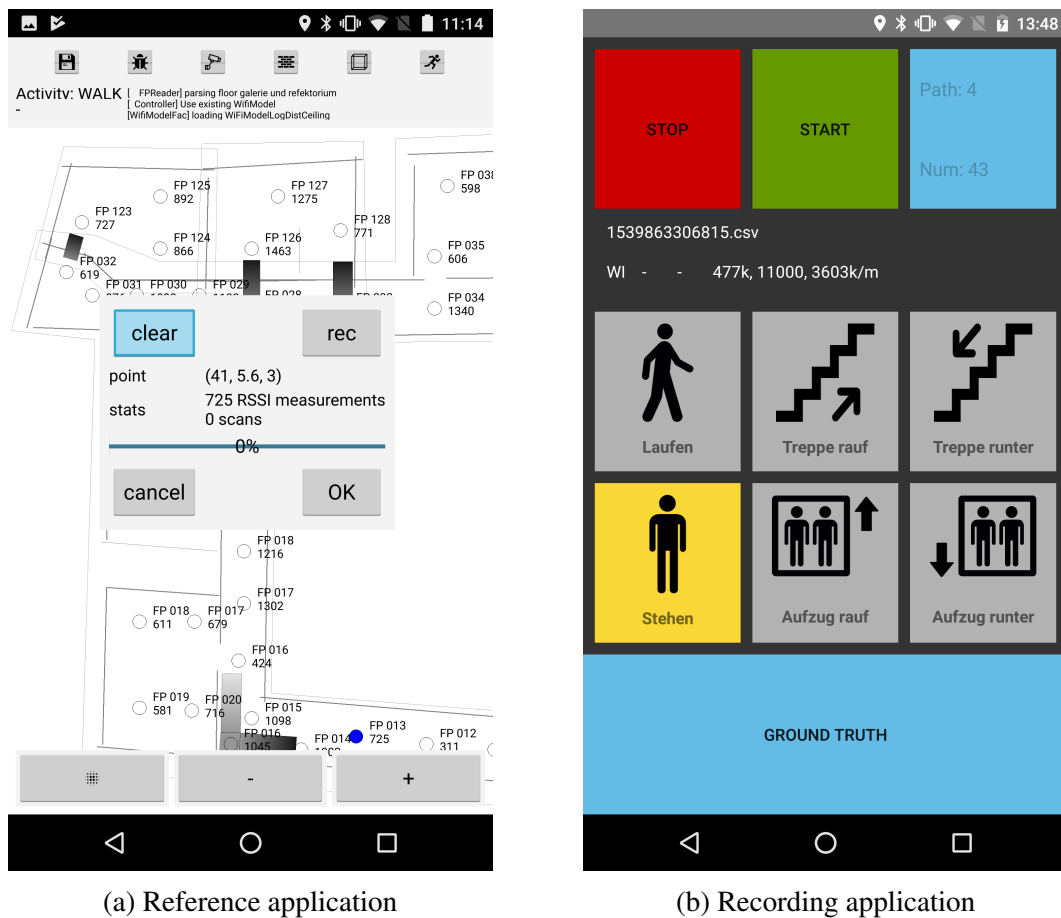 11:14
Activity: WALK
-
[ FPReader] parsing floor galerie und refektorium
[ Controller] Use existing WifiModel
[WifiModelFac] loading WiFiModelLogDistCeiling
FP 125
892
FP 127
1275
FP 038
598
FP 123
727
FP 128
771
FP 124
866
FP 126
1463
FP 035
606
FP 032
619
FP 031
FP 030
FP 029
FP 028
FP 034
1340
clear
rec
point
(41, 5.6, 3)
stats
725 RSSI measurements
0 scans
0%
cancel
OK
FP 018
1216
FP 017
1302
FP 018
611
FP 017
679
FP 016
424
FP 019
581
FP 020
716
FP 015
1098
FP 016
1045
FP 014
FP 013
725
FP 012
311
-
+
(a) Reference application
13:48
STOP
START
Path: 4
Num: 43
1539863306815.csv
WI - - 477k, 11000, 3603k/m
Laufen
Treppe rauf
Treppe runter
Stehen
Aufzug rauf
Aufzug runter
GROUND TRUTH
(b) Recording application